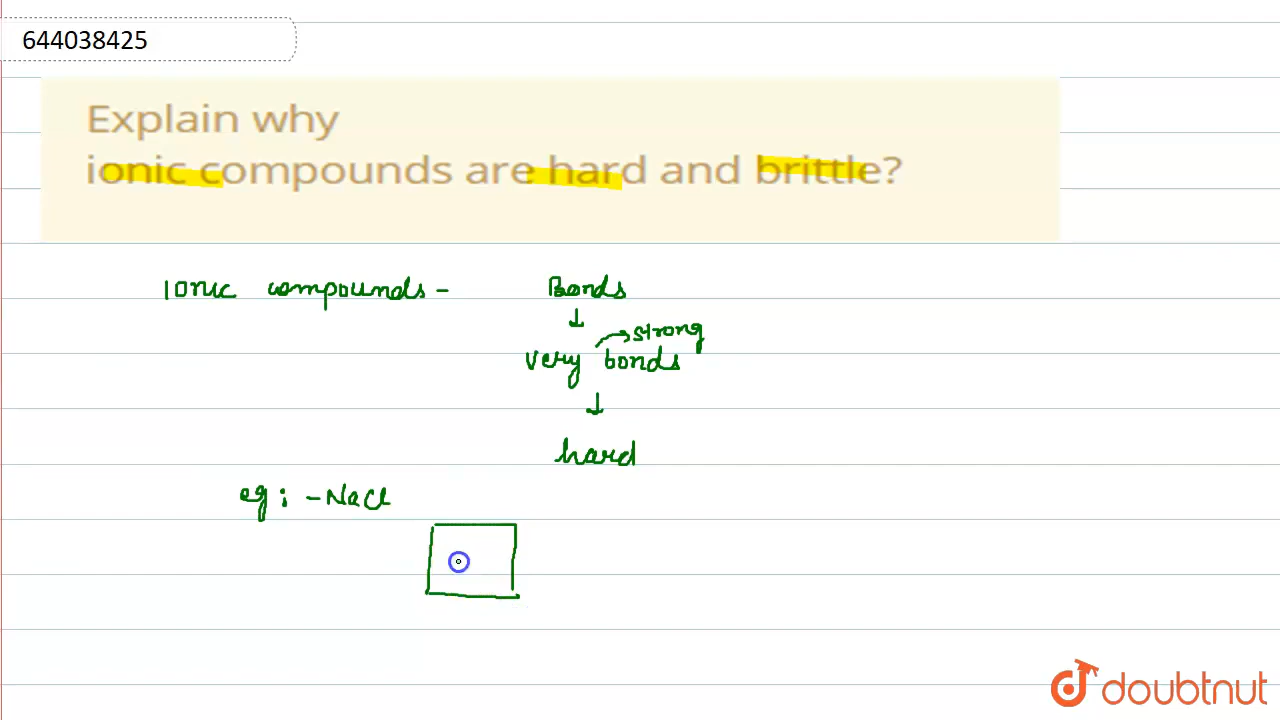 644038425
Explain why
ionic compounds are hard and brittle?
Ionic compounds - Bonds
↓
strong
very bonds
↓
hard
eg : - NaCl
doubtnut